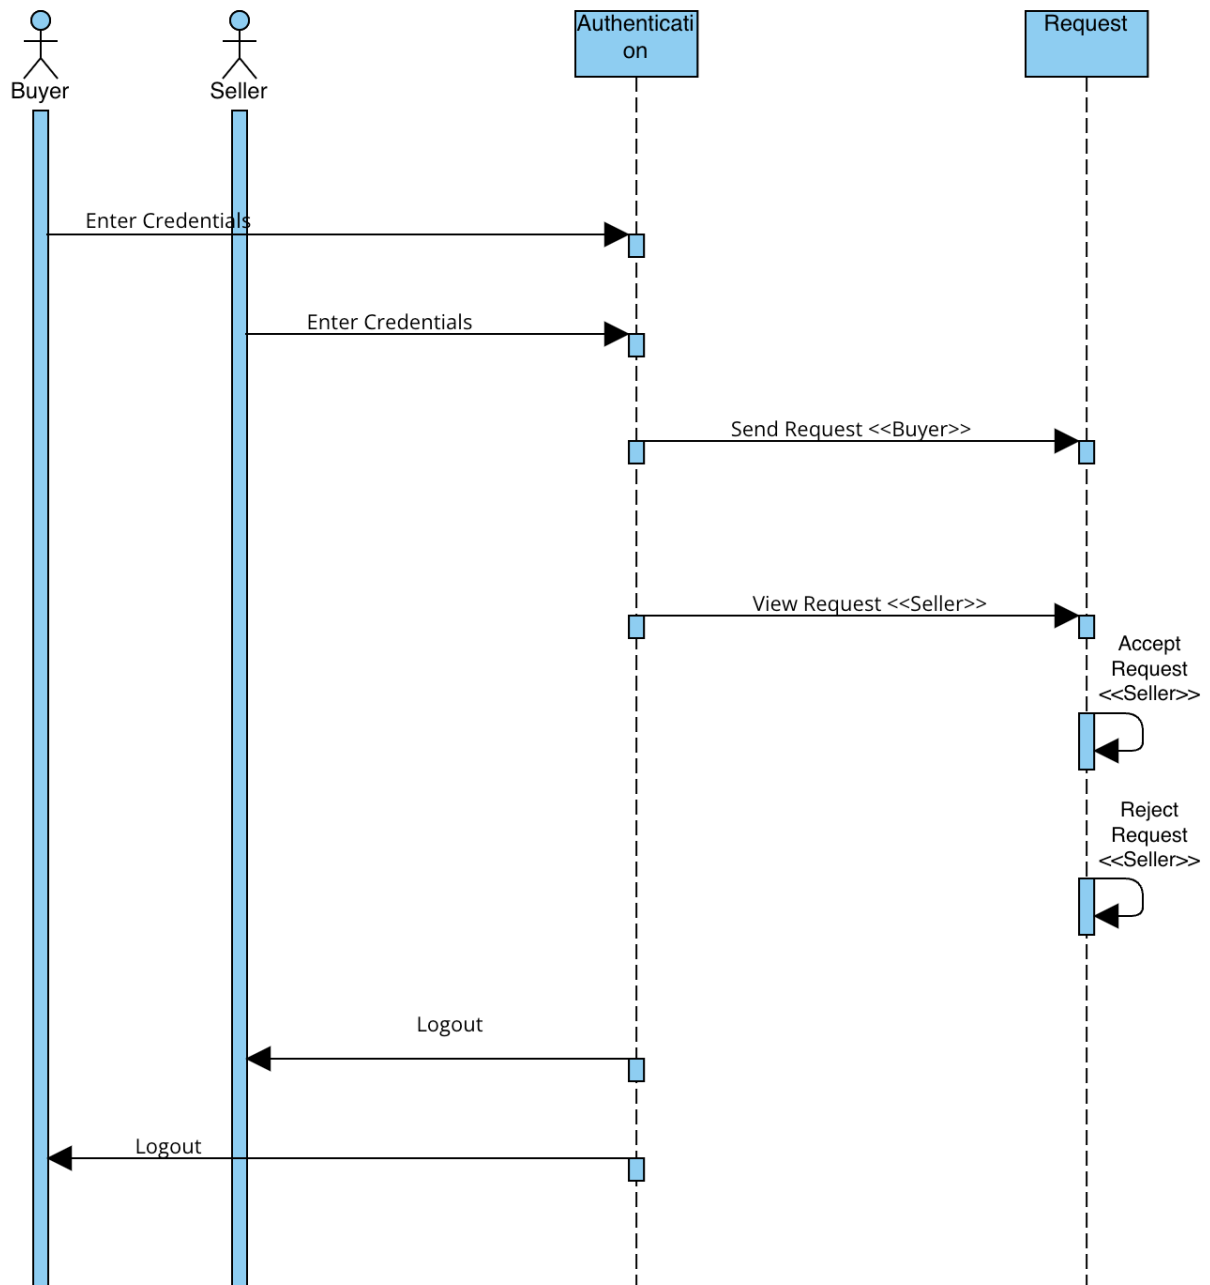 Buyer
Seller
Authenticati
on
Request
Enter Credentials
Enter Credentials
Send Request <<Buyer>>
View Request <<Seller>>
Accept
Request
<<Seller>>
Reject
Request
<<Seller>>
Logout
Logout